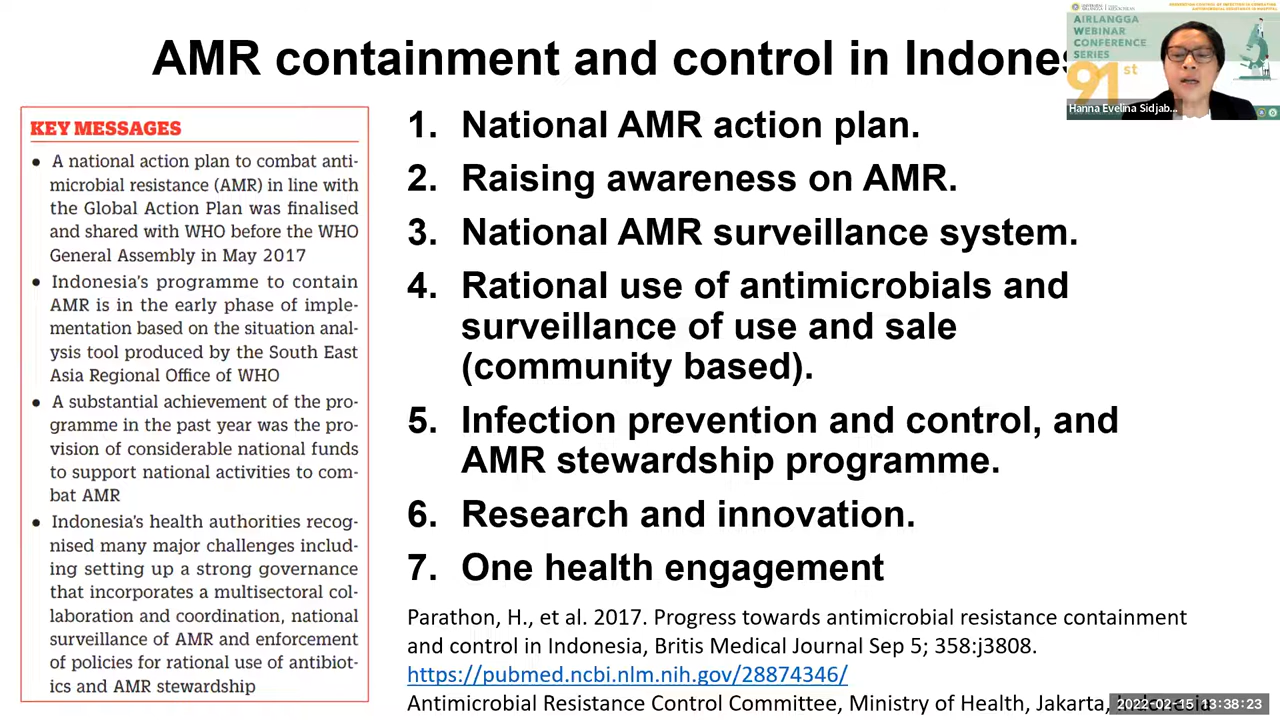 AMR containment and control in Indones
AIRLANGGA
WEBINAR
CONFERENCE
SERIES
91st
Hanna Evelina Sidjab...
KEY MESSAGES
• A national action plan to combat anti-
microbial resistance (AMR) in line with
the Global Action Plan was finalised
and shared with WHO before the WHO
General Assembly in May 2017
• Indonesia's programme to contain
AMR is in the early phase of imple-
mentation based on the situation anal-
ysis tool produced by the South East
Asia Regional Office of WHO
• A substantial achievement of the pro-
gramme in the past year was the pro-
vision of considerable national funds
to support national activities to com-
bat AMR
• Indonesia's health authorities recog-
nised many major challenges includ-
ing setting up a strong governance
that incorporates a multisectoral col-
laboration and coordination, national
surveillance of AMR and enforcement
of policies for rational use of antibiot-
ics and AMR stewardship
1. National AMR action plan.
2. Raising awareness on AMR.
3. National AMR surveillance system.
4. Rational use of antimicrobials and
surveillance of use and sale
(community based).
5. Infection prevention and control, and
AMR stewardship programme.
6. Research and innovation.
7. One health engagement
Parathon, H., et al. 2017. Progress towards antimicrobial resistance containment
and control in Indonesia, Britis Medical Journal Sep 5; 358:j3808.
https://pubmed.ncbi.nlm.nih.gov/28874346/
Antimicrobial Resistance Control Committee, Ministry of Health, Jakarta, Indonesia
2022-02-15 13:38:23